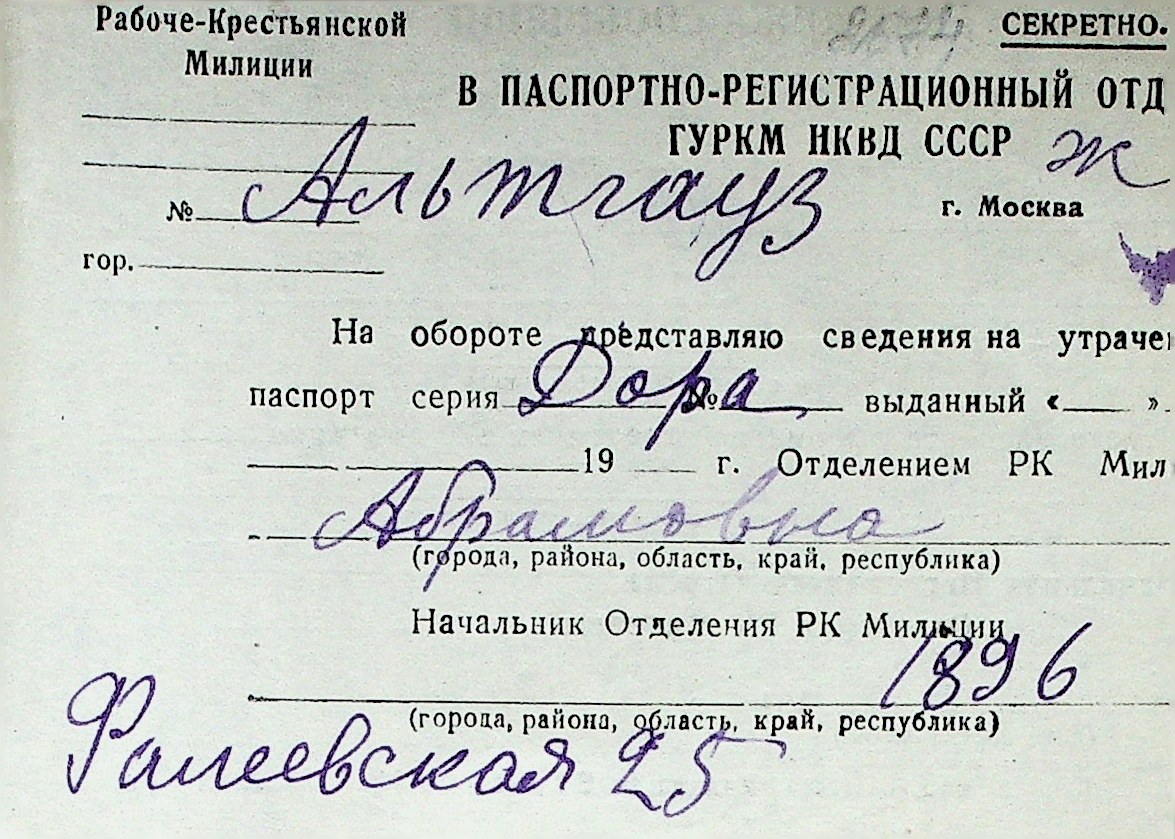 Рабоче-Крестьянской
Милиции
СЕКРЕТНО.
В ПАСПОРТНО-РЕГИСТРАЦИОННЫЙ ОТД
ГУРКМ НКВД СССР ж
№ Альтгауз
г. Москва
гор.
На обороте представляю сведения на утраче
паспорт серия Дора № выданный « »
19 г. Отделением РК Мил
Абрамовна
(города, района, область, край, республика)
Начальник Отделения РК Милиции
1896
(города, района, область, край, республика)
Фалеевская 25